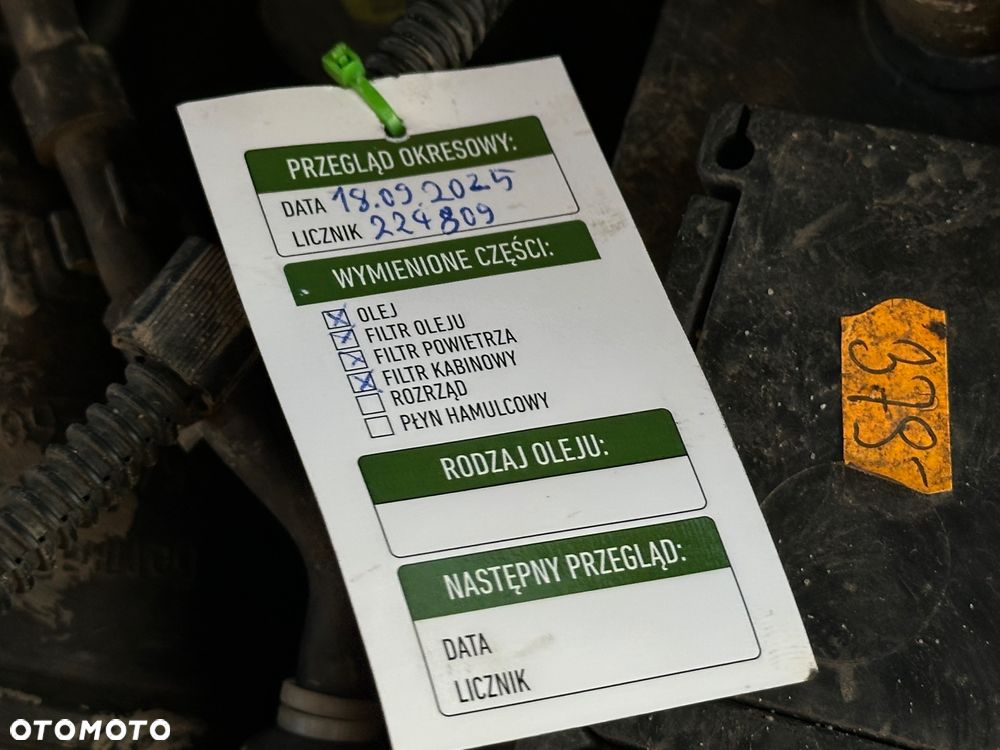 PRZEGLĄD OKRESOWY:
DATA 18.09.2025
LICZNIK 224809
WYMIENIONE CZĘŚCI:
OLEJ
FILTR OLEJU
FILTR POWIETRZA
FILTR KABINOWY
ROZRZĄD
PŁYN HAMULCOWY
RODZAJ OLEJU:
NASTĘPNY PRZEGLĄD:
DATA
LICZNIK
378-
OTOMOTO